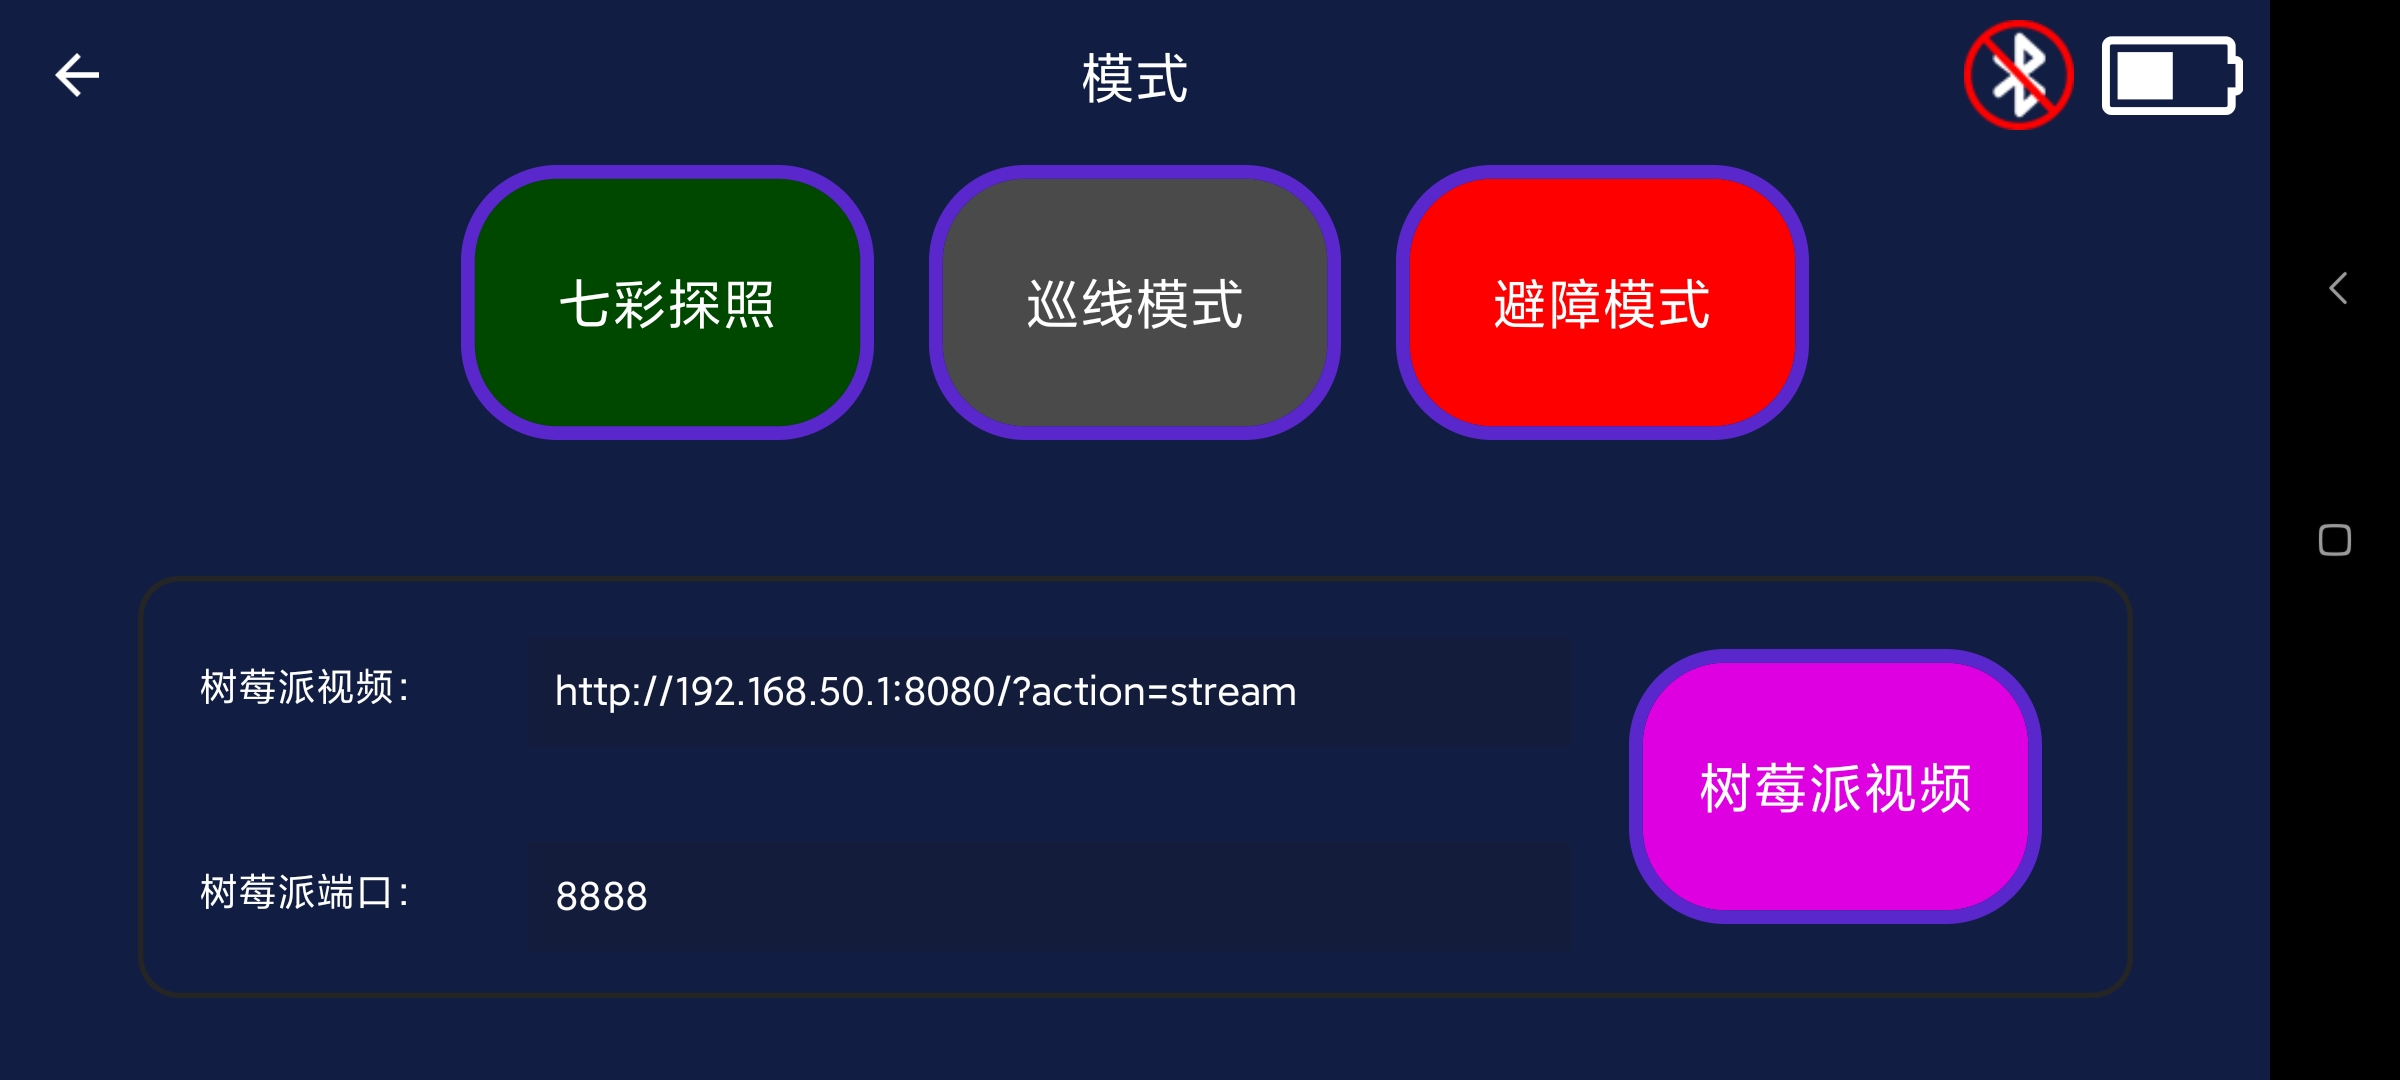 模式
七彩探照
巡线模式
避障模式
树莓派视频：
http://192.168.50.1:8080/?action=stream
树莓派视频
树莓派端口：
8888